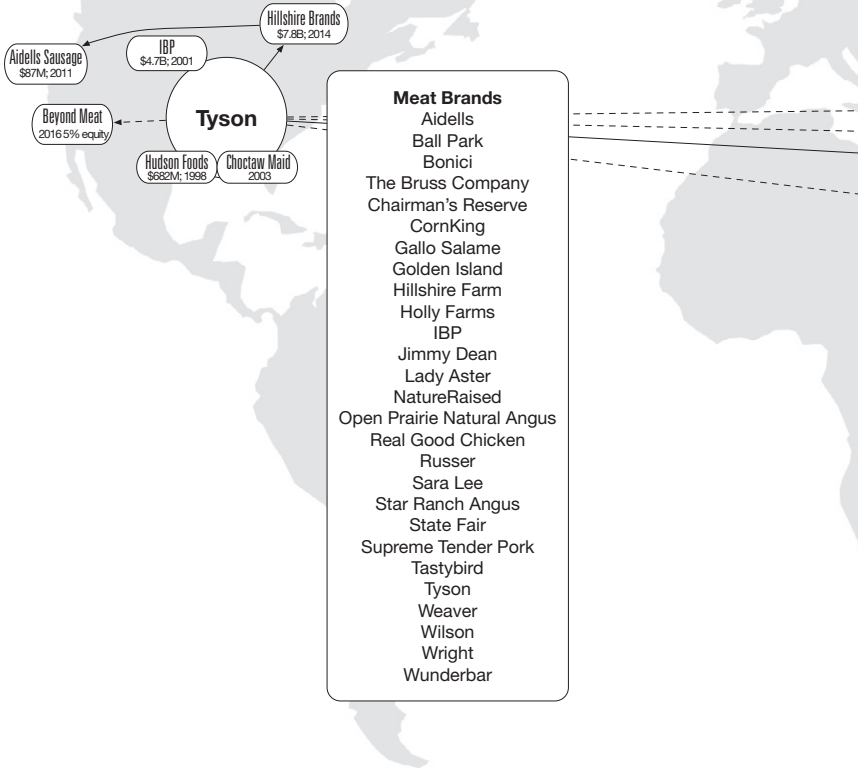 Hillshire Brands
$7.8B; 2014
IBP
$4.7B; 2001
Aidells Sausage
$87M; 2011
Beyond Meat
2016 5% equity
Tyson
Hudson Foods
$682M; 1998
Choctaw Maid
2003
Meat Brands
Aidells
Ball Park
Bonici
The Bruss Company
Chairman's Reserve
CornKing
Gallo Salame
Golden Island
Hillshire Farm
Holly Farms
IBP
Jimmy Dean
Lady Aster
NatureRaised
Open Prairie Natural Angus
Real Good Chicken
Russer
Sara Lee
Star Ranch Angus
State Fair
Supreme Tender Pork
Tastybird
Tyson
Weaver
Wilson
Wright
Wunderbar